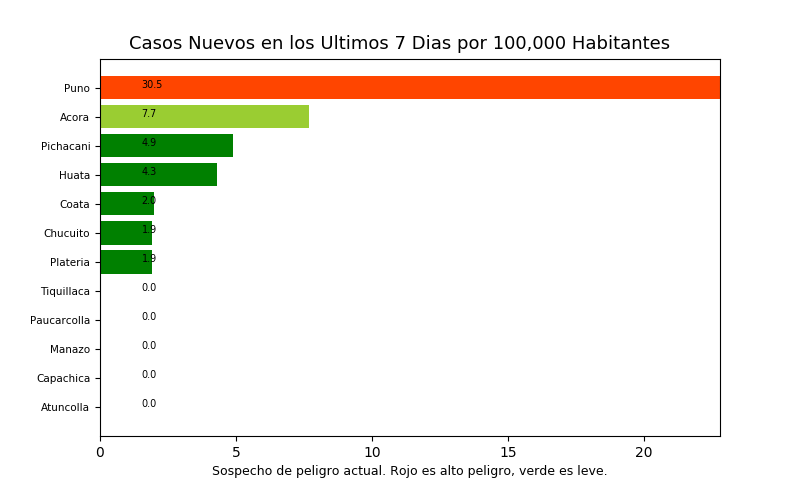 Casos Nuevos en los Ultimos 7 Dias por 100,000 Habitantes
Puno 30.5
Acora 7.7
Pichacani 4.9
Huata 4.3
Coata 2.0
Chucuito 1.9
Plateria 1.9
Tiquillaca 0.0
Paucarcolla 0.0
Manazo 0.0
Capachica 0.0
Atuncolla 0.0
0 5 10 15 20
Sospecho de peligro actual. Rojo es alto peligro, verde es leve.